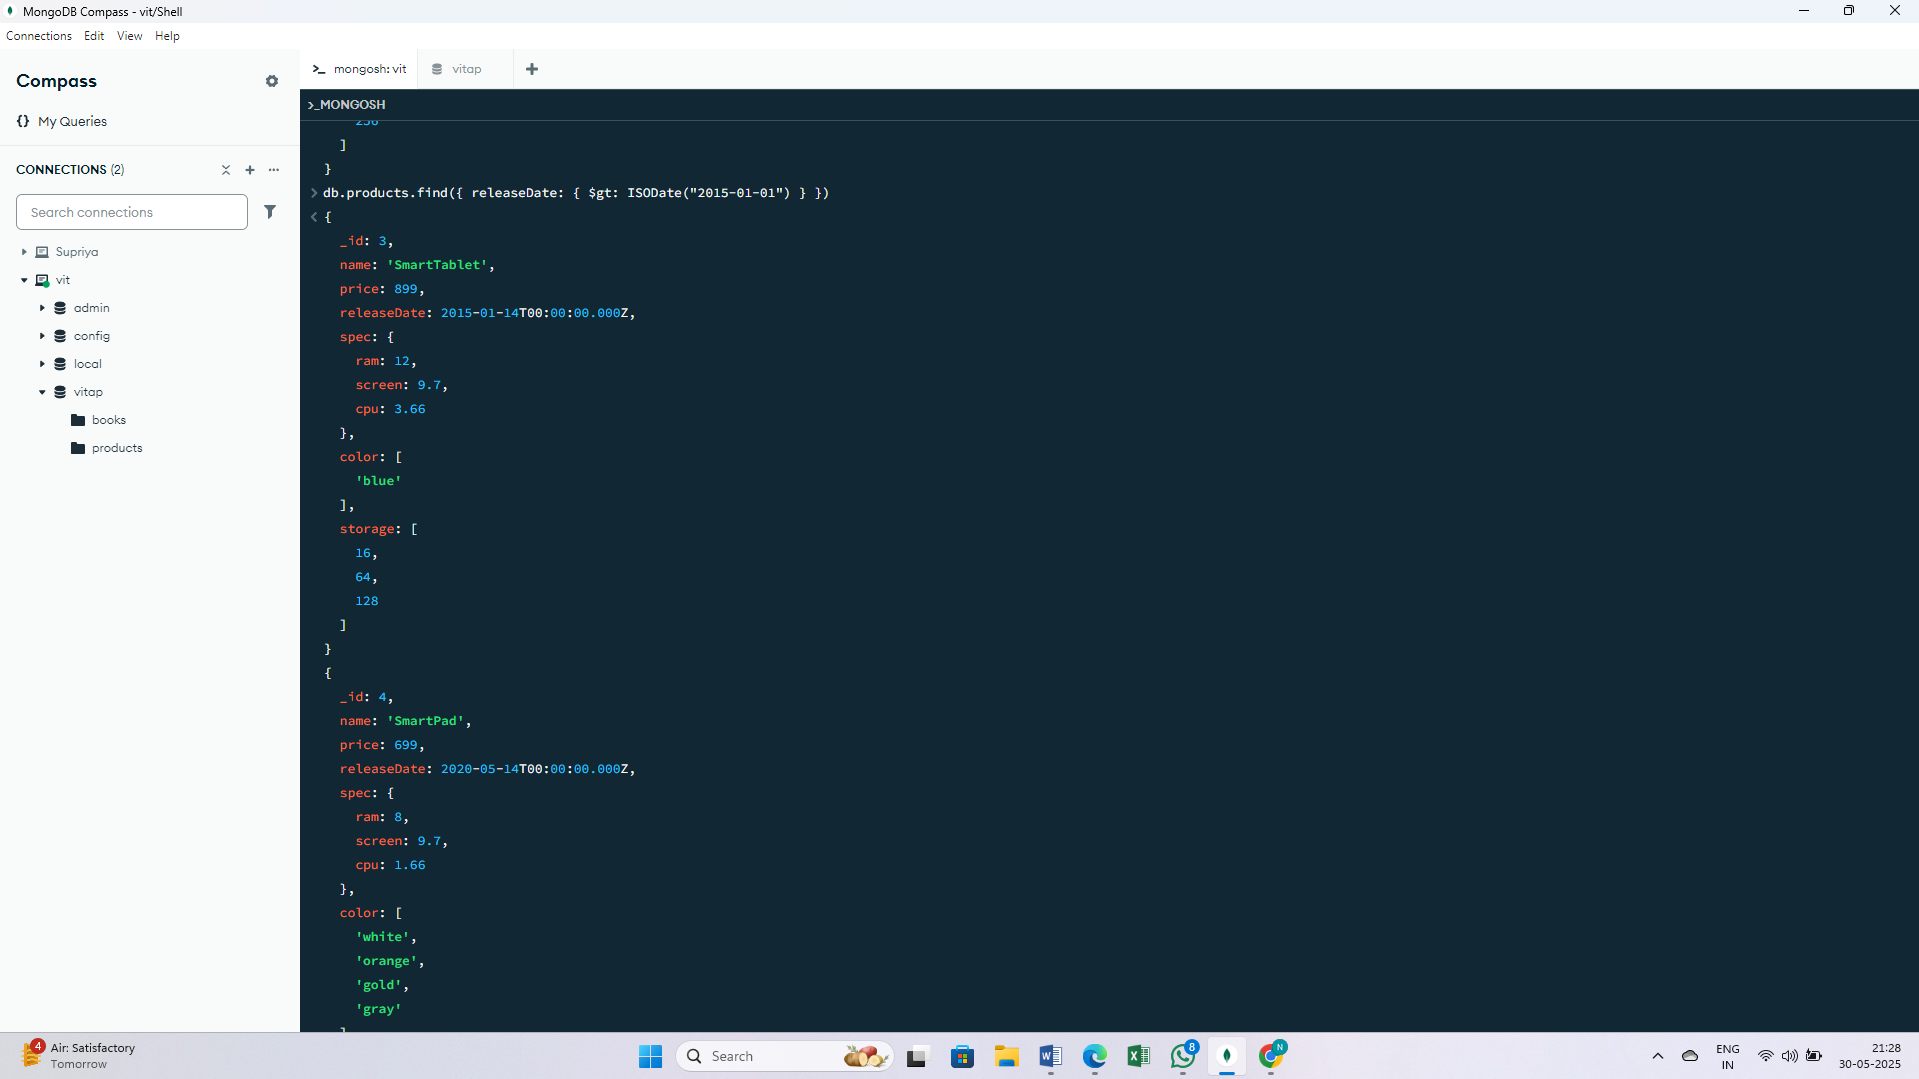 MongoDB Compass - vit/Shell
Connections Edit View Help
Compass
{} My Queries
CONNECTIONS (2)
Search connections
Supriya
vit
admin
config
local
vitap
books
products
>_ mongosh: vit
vitap
>_MONGOSH
256
]
}
> db.products.find({ releaseDate: { $gt: ISODate("2015-01-01") } })
< {
_id: 3,
name: 'SmartTablet',
price: 899,
releaseDate: 2015-01-14T00:00:00.000Z,
spec: {
ram: 12,
screen: 9.7,
cpu: 3.66
},
color: [
'blue'
],
storage: [
16,
64,
128
]
}
{
_id: 4,
name: 'SmartPad',
price: 699,
releaseDate: 2020-05-14T00:00:00.000Z,
spec: {
ram: 8,
screen: 9.7,
cpu: 1.66
},
color: [
'white',
'orange',
'gold',
'gray'
]
4
Air: Satisfactory
Tomorrow
Search
8
N
ENG
IN
21:28
30-05-2025